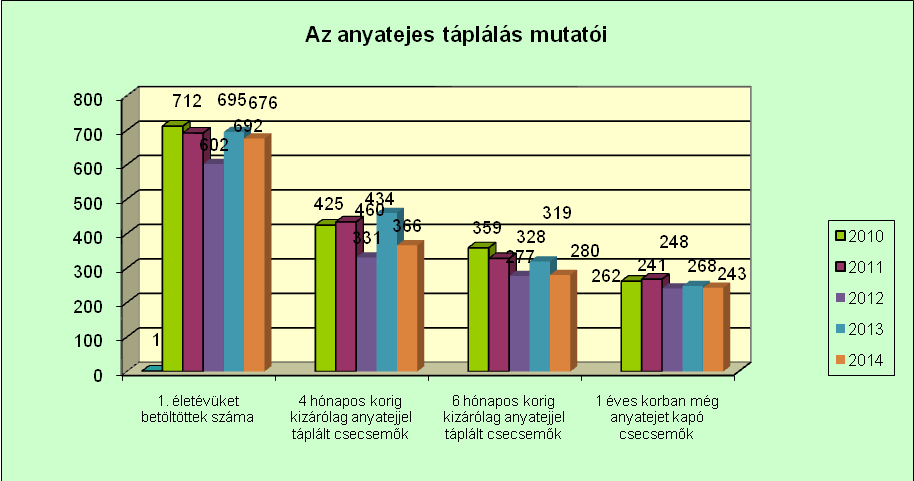 Az anyatejes táplálás mutatói
800
700
600
500
400
300
200
100
0
1
712
602
695
692
676
425
460
331
434
366
359
277
328
319
280
262
241
248
268
243
1. életévüket
betöltöttek száma
4 hónapos korig
kizárólag anyatejjel
táplált csecsemők
6 hónapos korig
kizárólag anyatejjel
táplált csecsemők
1 éves korban még
anyatejet kapó
csecsemők
2010
2011
2012
2013
2014